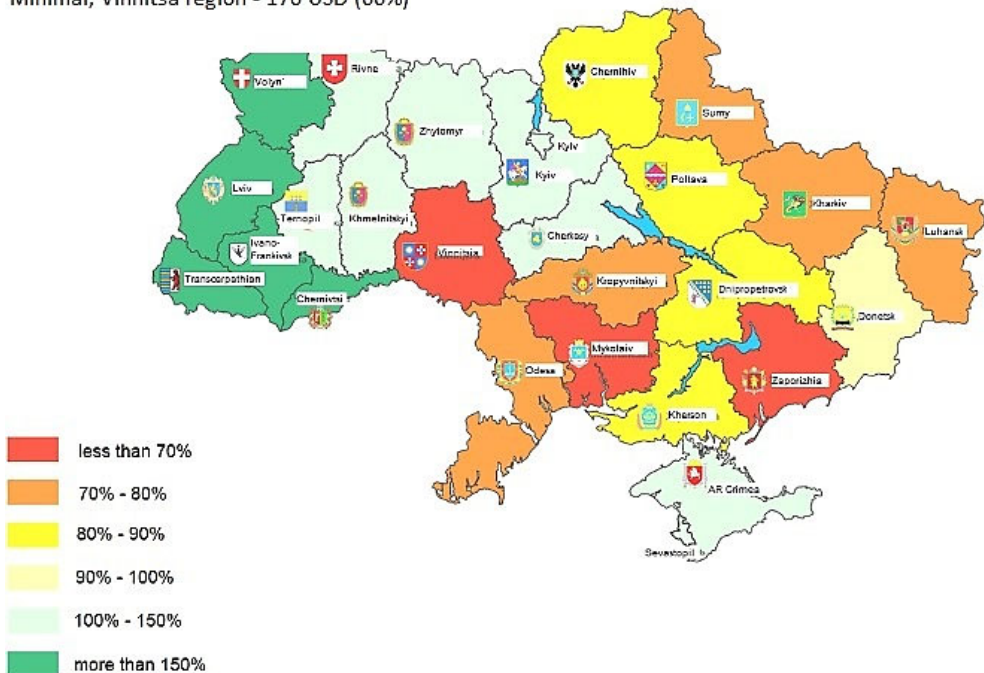 Minimal, Vinnitsa region - 170 USD (60%)
Volyn'
Rivne
Zhytomyr
Kyiv
Kyiv
Chernihiv
Sumy
Lviv
Ternopil
Khmelnitskyi
Poltava
Kharkiv
Luhansk
Ivano-
Frankivsk
Vinnitsia
Cherkasy
Transcarpathian
Chernivtsi
Kropyvnitskyi
Dnipropetrovsk
Donetsk
Odesa
Mykolaiv
Zaporizhia
Kherson
AR Crimea
Sevastopil
less than 70%
70% - 80%
80% - 90%
90% - 100%
100% - 150%
more than 150%